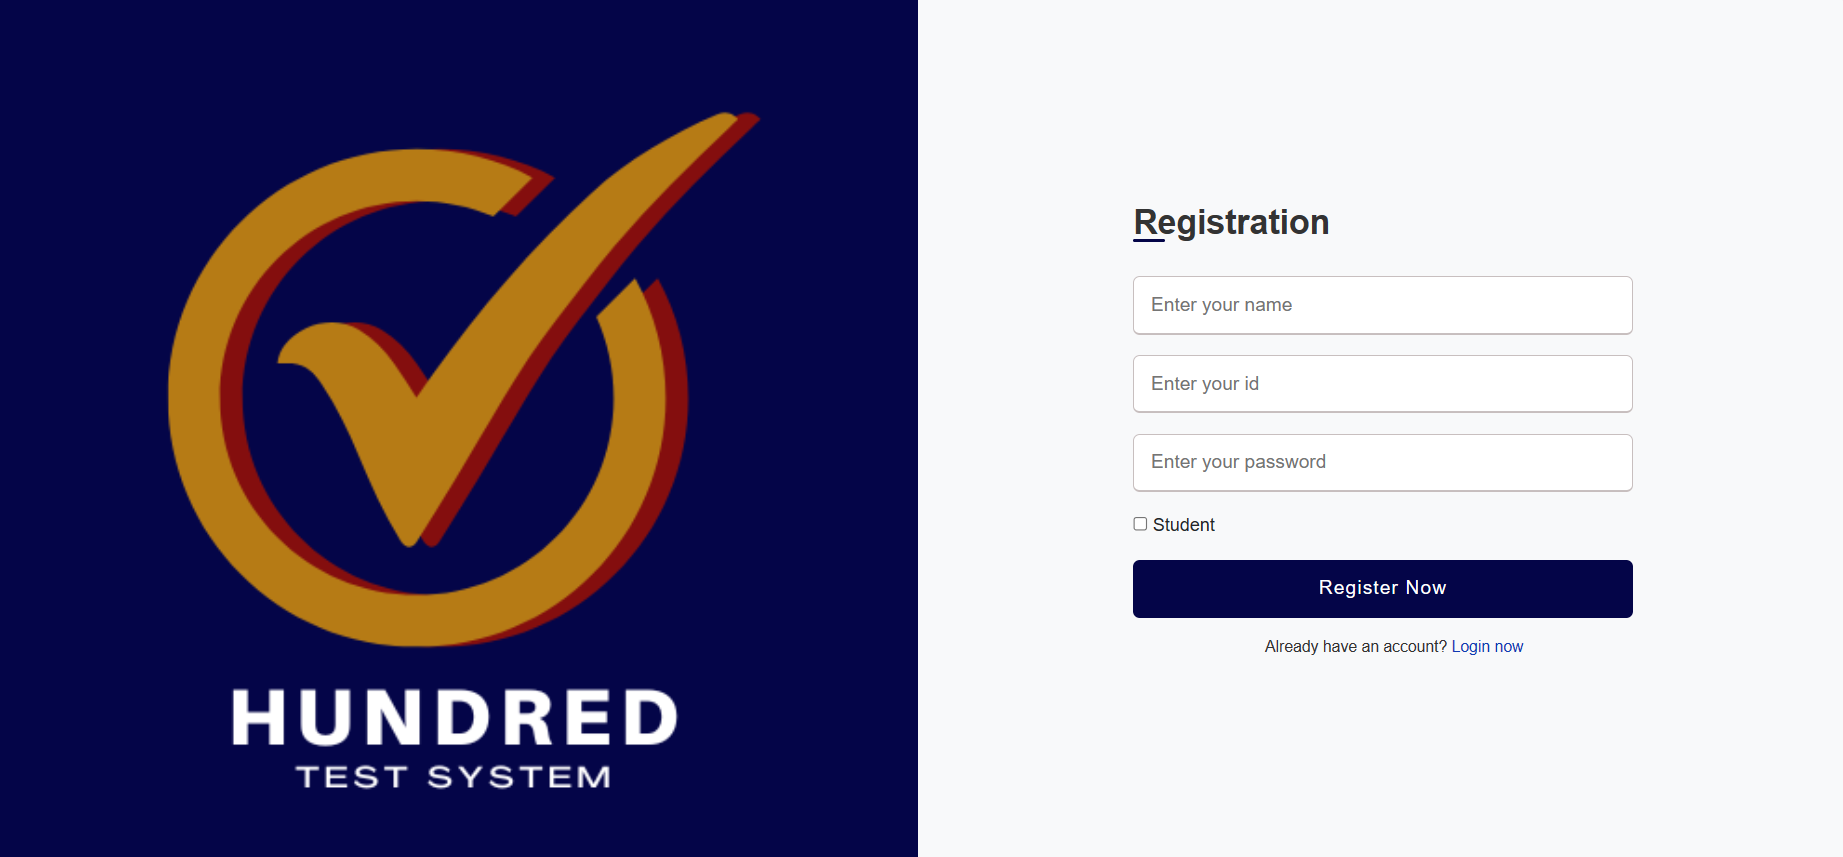 HUNDRED
TEST SYSTEM
Registration
Enter your name
Enter your id
Enter your password
Student
Register Now
Already have an account? Login now